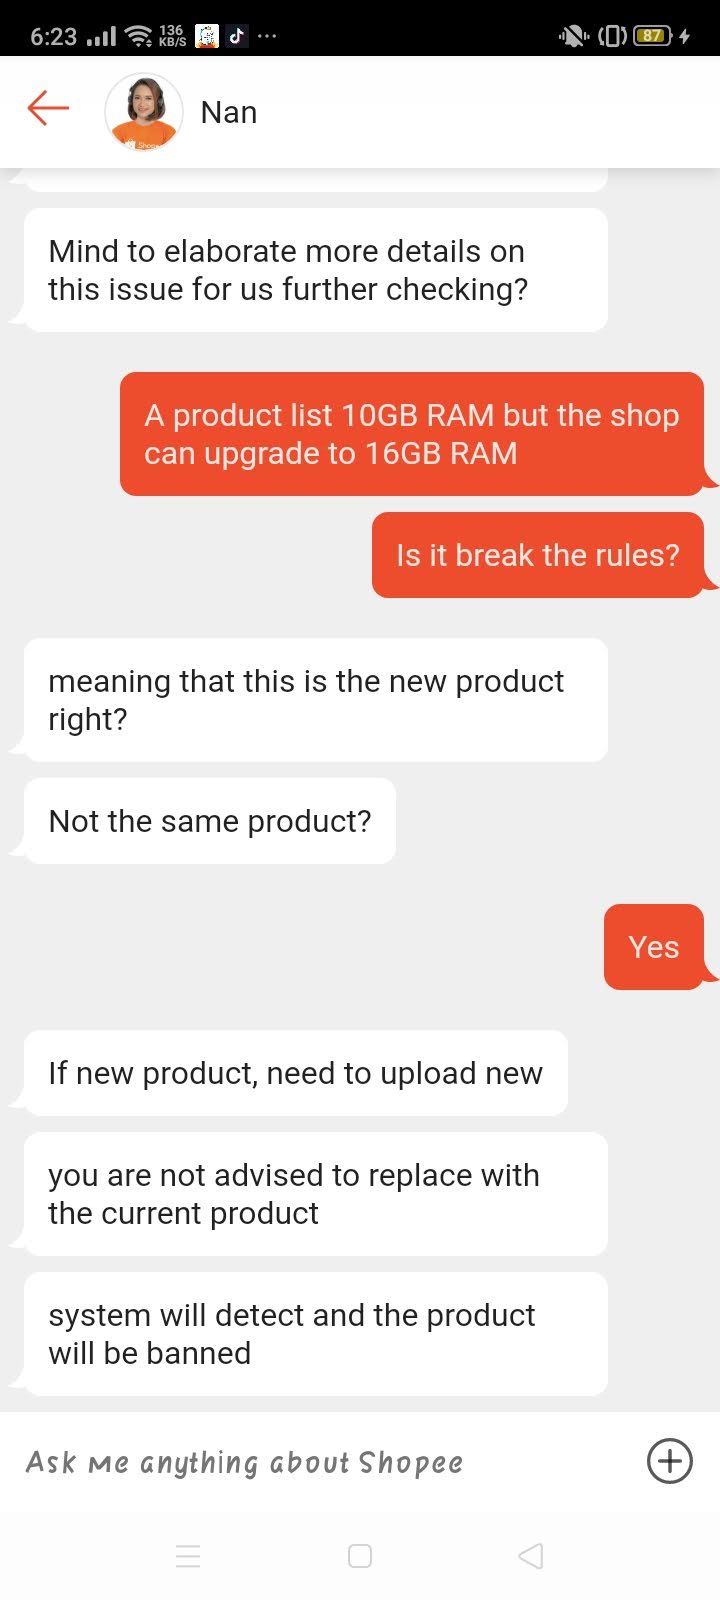 6:23 136 KB/S 87
Nan
Mind to elaborate more details on
this issue for us further checking?
A product list 10GB RAM but the shop
can upgrade to 16GB RAM
Is it break the rules?
meaning that this is the new product
right?
Not the same product?
Yes
If new product, need to upload new
you are not advised to replace with
the current product
system will detect and the product
will be banned
Ask me anything about Shopee